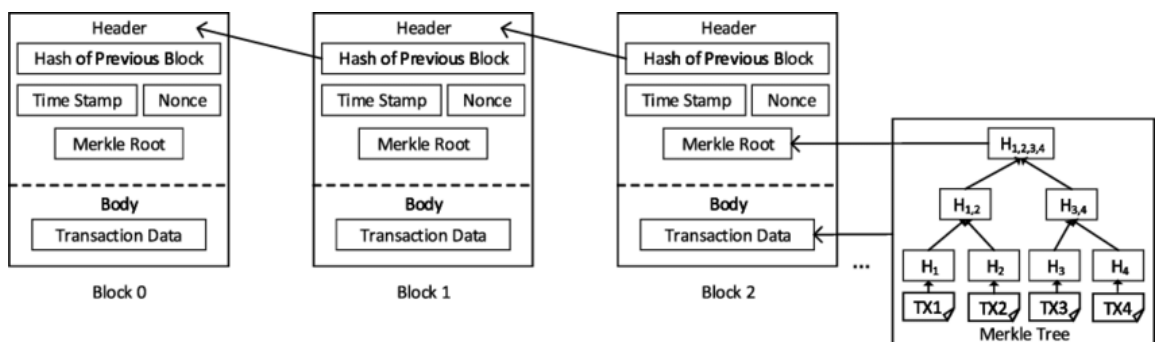 Header
Hash of Previous Block
Time Stamp
Nonce
Merkle Root
Body
Transaction Data
Block 0
Header
Hash of Previous Block
Time Stamp
Nonce
Merkle Root
Body
Transaction Data
Block 1
Header
Hash of Previous Block
Time Stamp
Nonce
Merkle Root
Body
Transaction Data
Block 2
...
H1,2,3,4
H1,2
H3,4
H1
H2
H3
H4
TX1
TX2
TX3
TX4
Merkle Tree